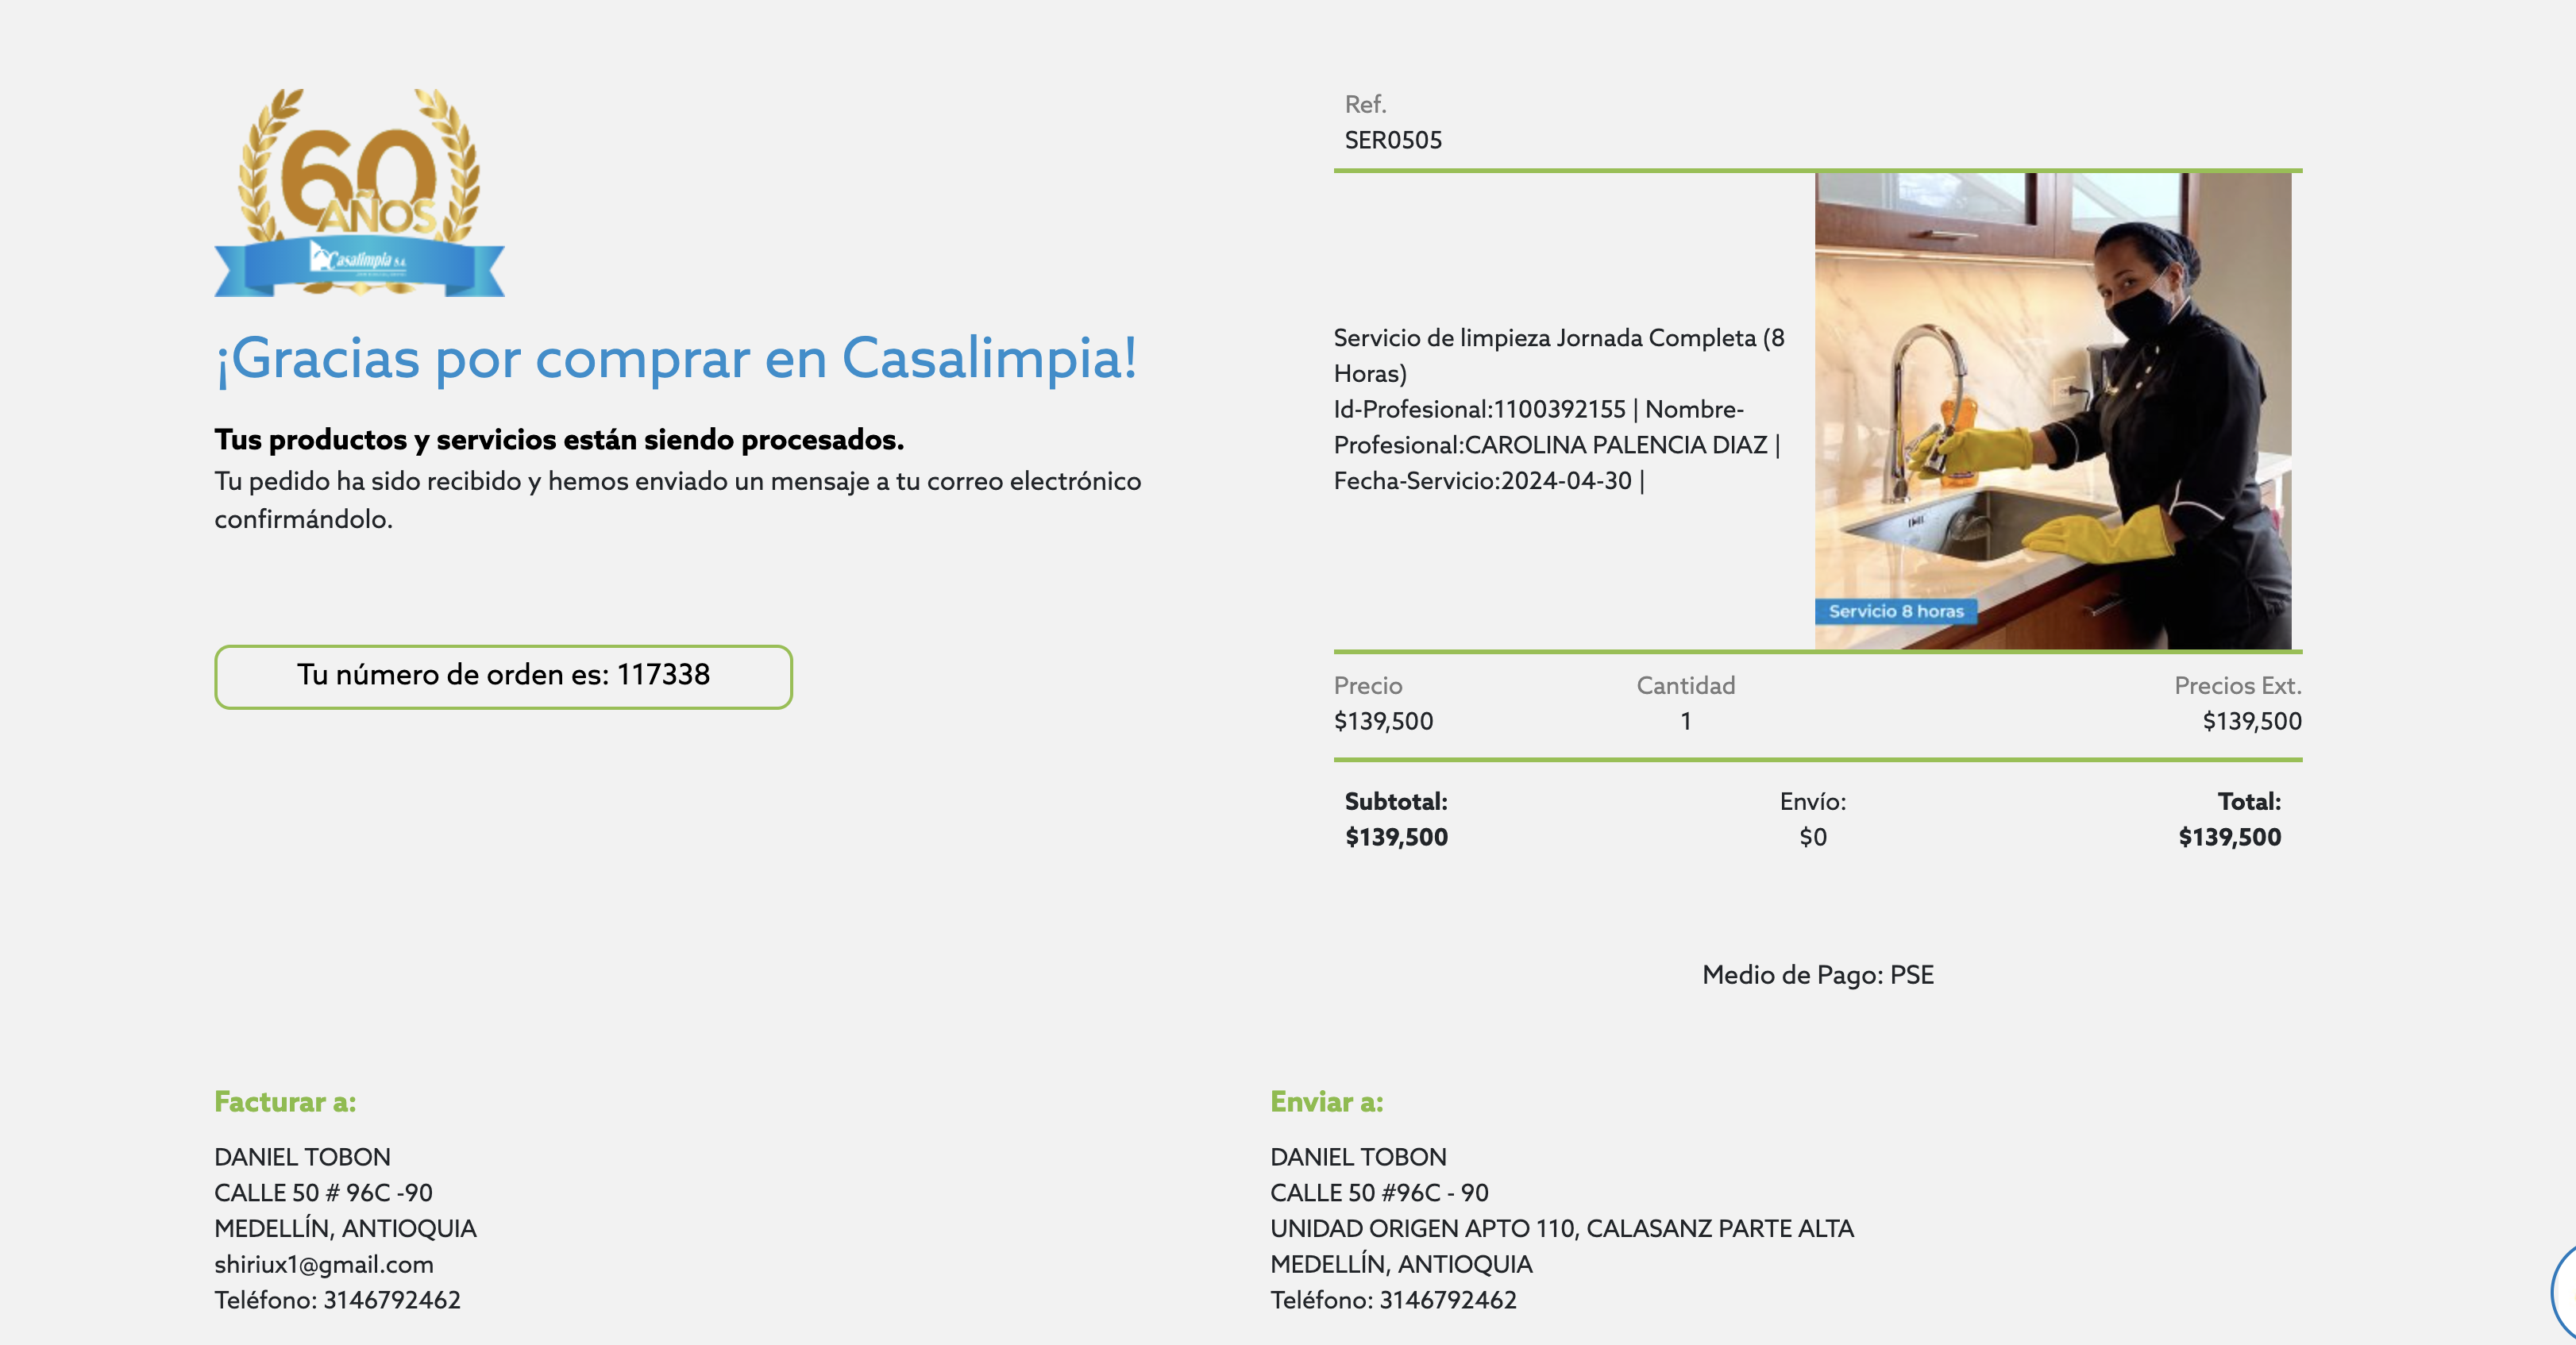 60
AÑOS
Casalimpia S.A.
¡Gracias por comprar en Casalimpia!
Tus productos y servicios están siendo procesados.
Tu pedido ha sido recibido y hemos enviado un mensaje a tu correo electrónico
confirmándolo.
Tu número de orden es: 117338
Ref.
SER0505
Servicio de limpieza Jornada Completa (8
Horas)
Id-Profesional:1100392155 | Nombre-
Profesional:CAROLINA PALENCIA DIAZ |
Fecha-Servicio:2024-04-30 |
Servicio 8 horas
Precio Cantidad Precios Ext.
$139,500 1 $139,500
Subtotal: Envío: Total:
$139,500 $0 $139,500
Medio de Pago: PSE
Facturar a:
DANIEL TOBON
CALLE 50 # 96C -90
MEDELLÍN, ANTIOQUIA
shiriux1@gmail.com
Teléfono: 3146792462
Enviar a:
DANIEL TOBON
CALLE 50 #96C - 90
UNIDAD ORIGEN APTO 110, CALASANZ PARTE ALTA
MEDELLÍN, ANTIOQUIA
Teléfono: 3146792462